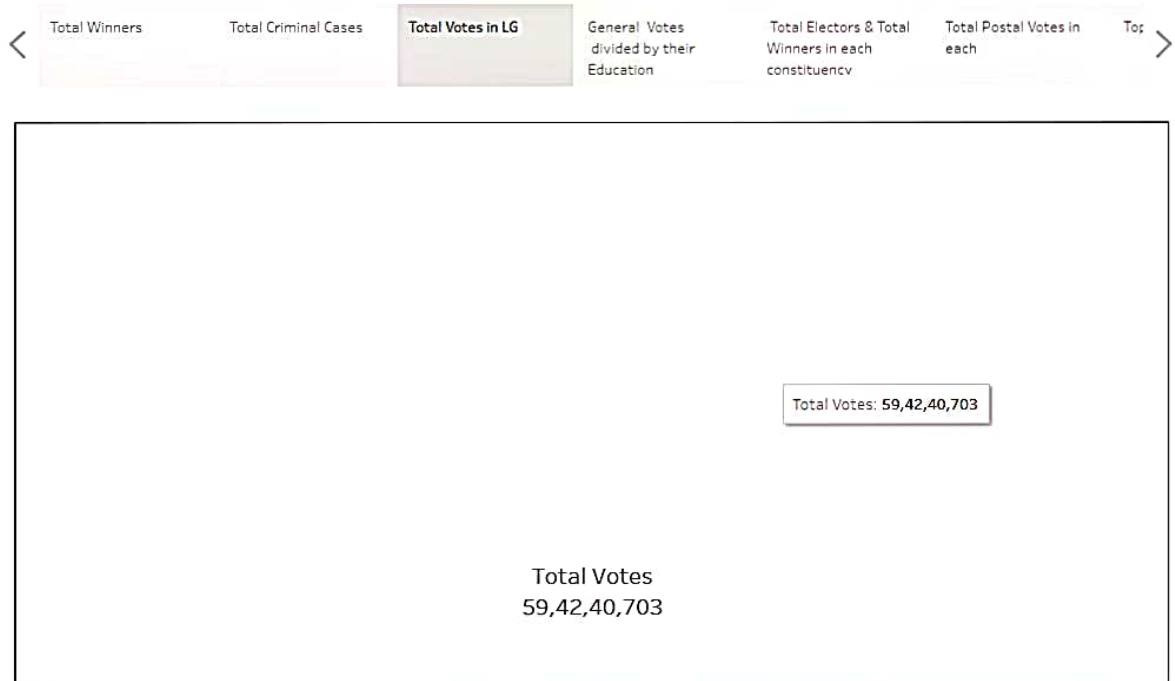 Total Winners
Total Criminal Cases
Total Votes in LG
General Votes
divided by their
Education
Total Electors & Total
Winners in each
constituency
Total Postal Votes in
each
Total Votes: 59,42,40,703
Total Votes
59,42,40,703